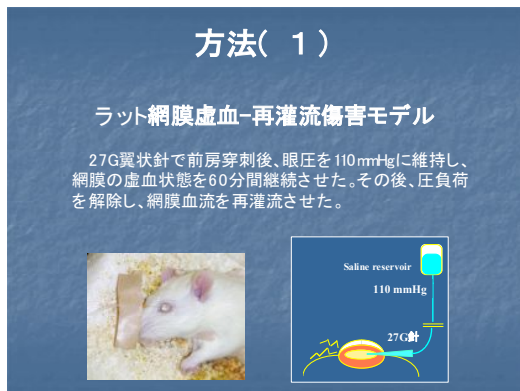 方法( １)
ラット網膜虚血−再灌流傷害モデル
27G翼状針で前房穿刺後、眼圧を110mmHgに維持し、
網膜の虚血状態を60分間継続させた。その後、圧負荷
を解除し、網膜血流を再灌流させた。
Saline reservoir
110 mmHg
27G針